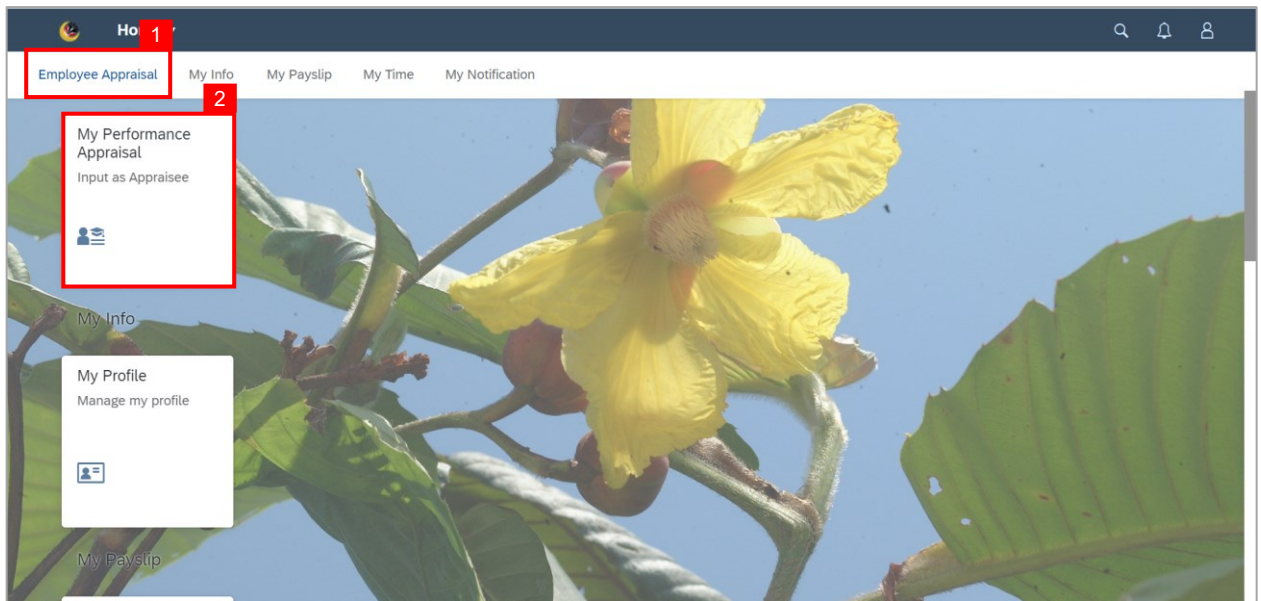 1
Employee Appraisal My Info My Payslip My Time My Notification
2
My Performance
Appraisal
Input as Appraisee
My Info
My Profile
Manage my profile
My Payslip